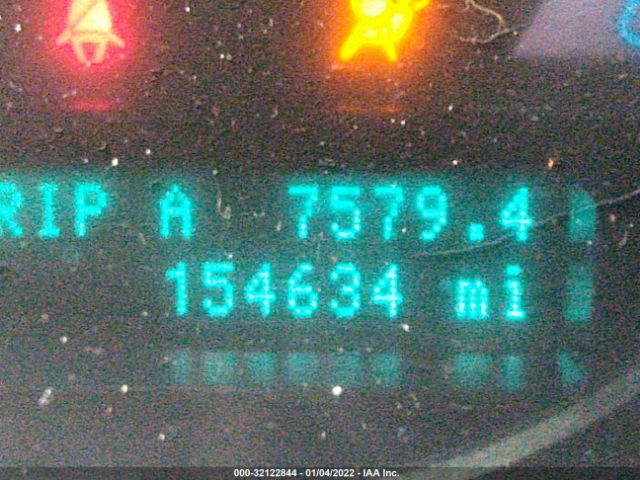 RIP A 7579.4
154634 mi
000-32122844 - 01/04/2022 - IAA Inc.